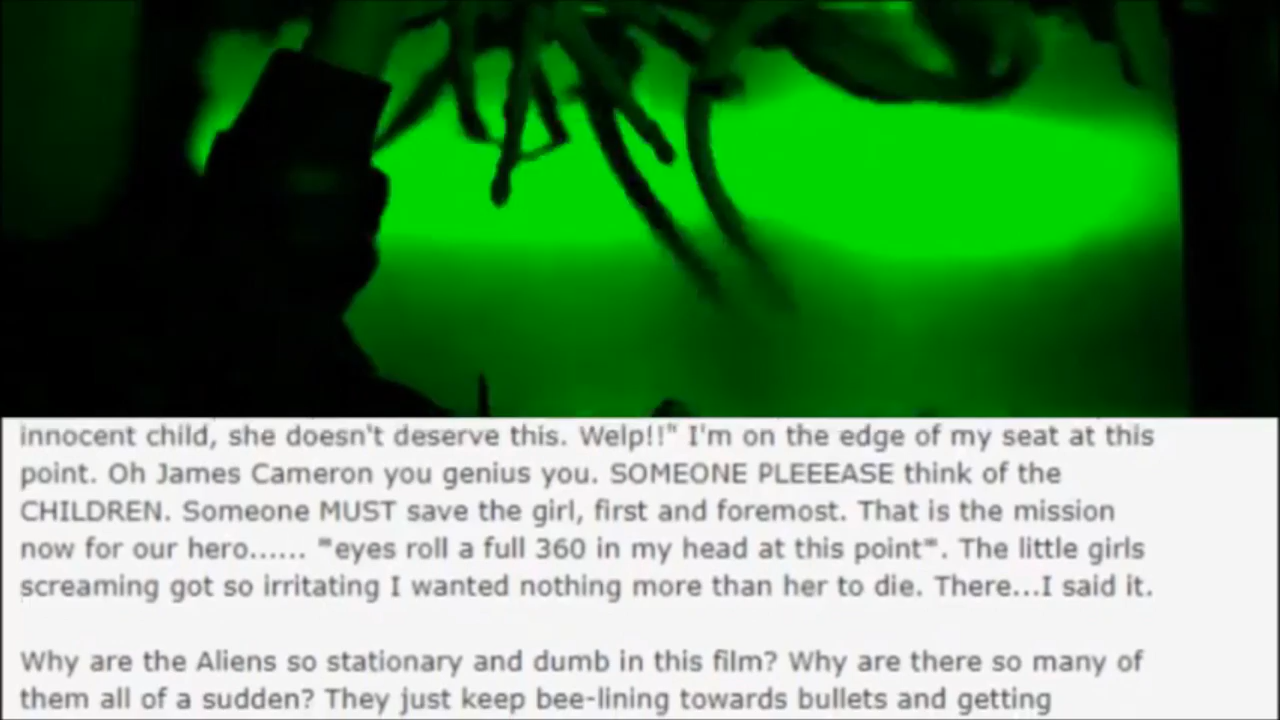 innocent child, she doesn't deserve this. Welp!!" I'm on the edge of my seat at this
point. Oh James Cameron you genius you. SOMEONE PLEEEASE think of the
CHILDREN. Someone MUST save the girl, first and foremost. That is the mission
now for our hero...... *eyes roll a full 360 in my head at this point*. The little girls
screaming got so irritating I wanted nothing more than her to die. There...I said it.
Why are the Aliens so stationary and dumb in this film? Why are there so many of
them all of a sudden? They just keep bee-lining towards bullets and getting